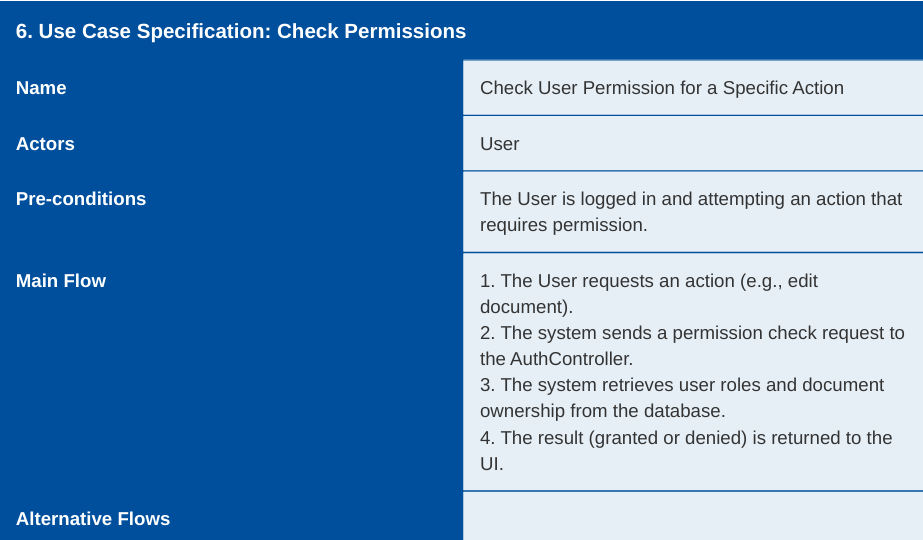 6. Use Case Specification: Check Permissions
Name
Check User Permission for a Specific Action
Actors
User
Pre-conditions
The User is logged in and attempting an action that
requires permission.
Main Flow
1. The User requests an action (e.g., edit
document).
2. The system sends a permission check request to
the AuthController.
3. The system retrieves user roles and document
ownership from the database.
4. The result (granted or denied) is returned to the
UI.
Alternative Flows